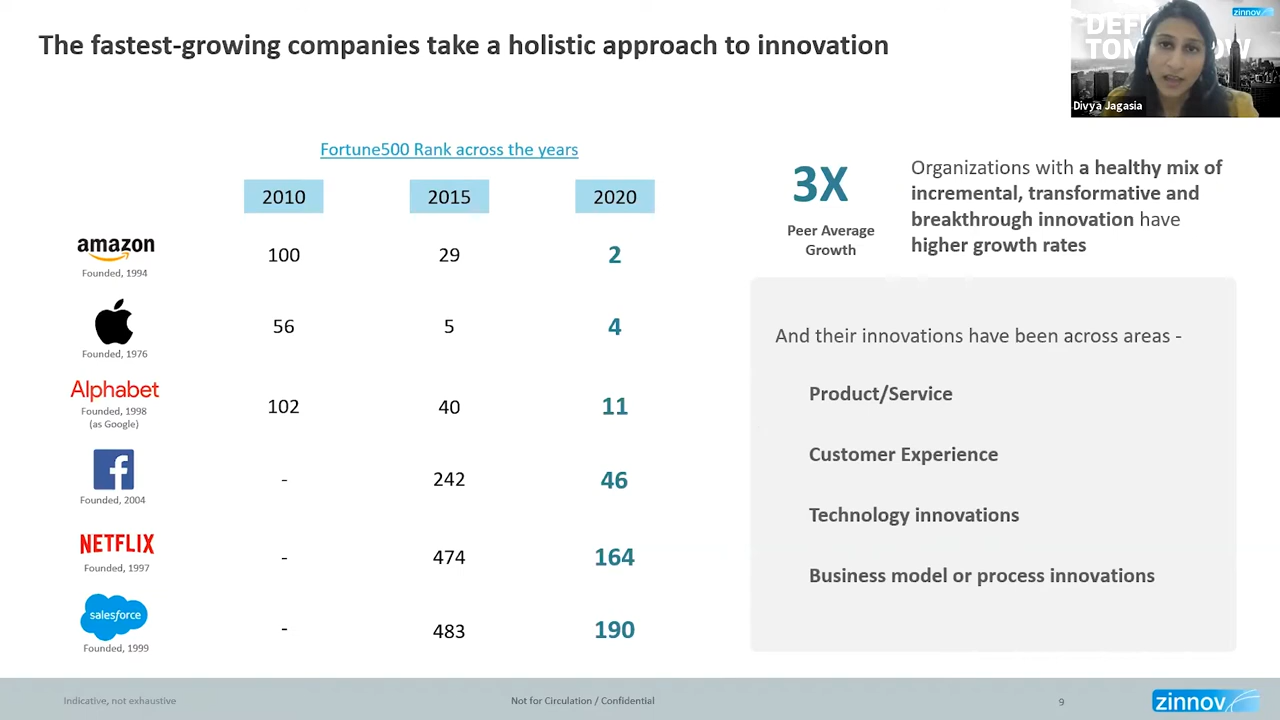 The fastest-growing companies take a holistic approach to innovation
zinnov
DEFI
TOM OW
Divya Jagasia
Fortune500 Rank across the years
2010 2015 2020
amazon
Founded, 1994
100 29 2
Founded, 1976
56 5 4
Alphabet
Founded, 1998
(as Google)
102 40 11
f
Founded, 2004
- 242 46
NETFLIX
Founded, 1997
- 474 164
salesforce
Founded, 1999
- 483 190
3X
Peer Average
Growth
Organizations with a healthy mix of
incremental, transformative and
breakthrough innovation have
higher growth rates
And their innovations have been across areas -
Product/Service
Customer Experience
Technology innovations
Business model or process innovations
Indicative, not exhaustive
Not for Circulation / Confidential
9
zinnov